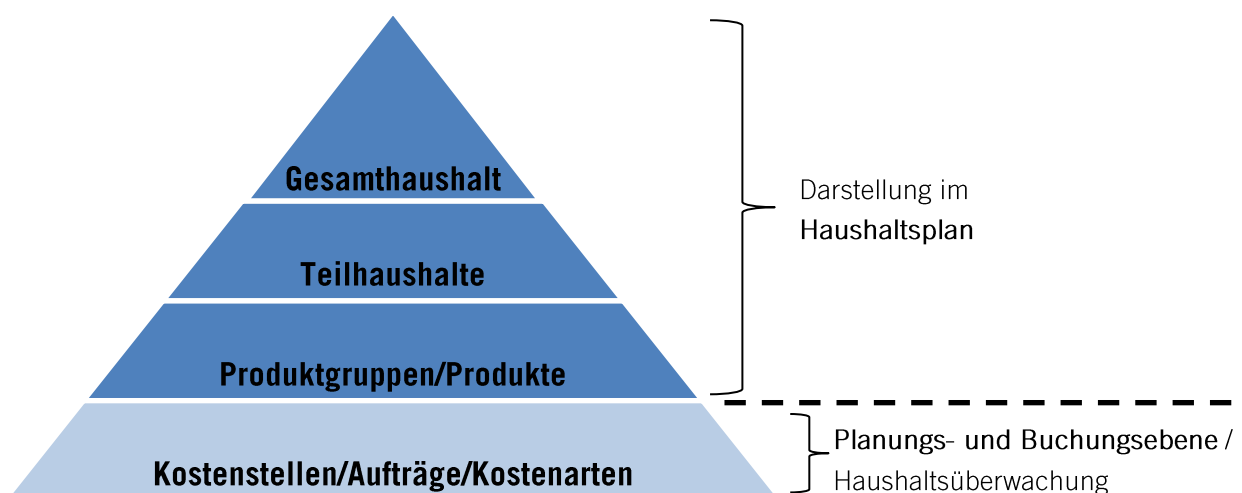 Gesamthaushalt
Teilhaushalte
Produktgruppen/Produkte
Kostenstellen/Aufträge/Kostenarten
Darstellung im
Haushaltsplan
Planungs- und Buchungsebene /
Haushaltsüberwachung